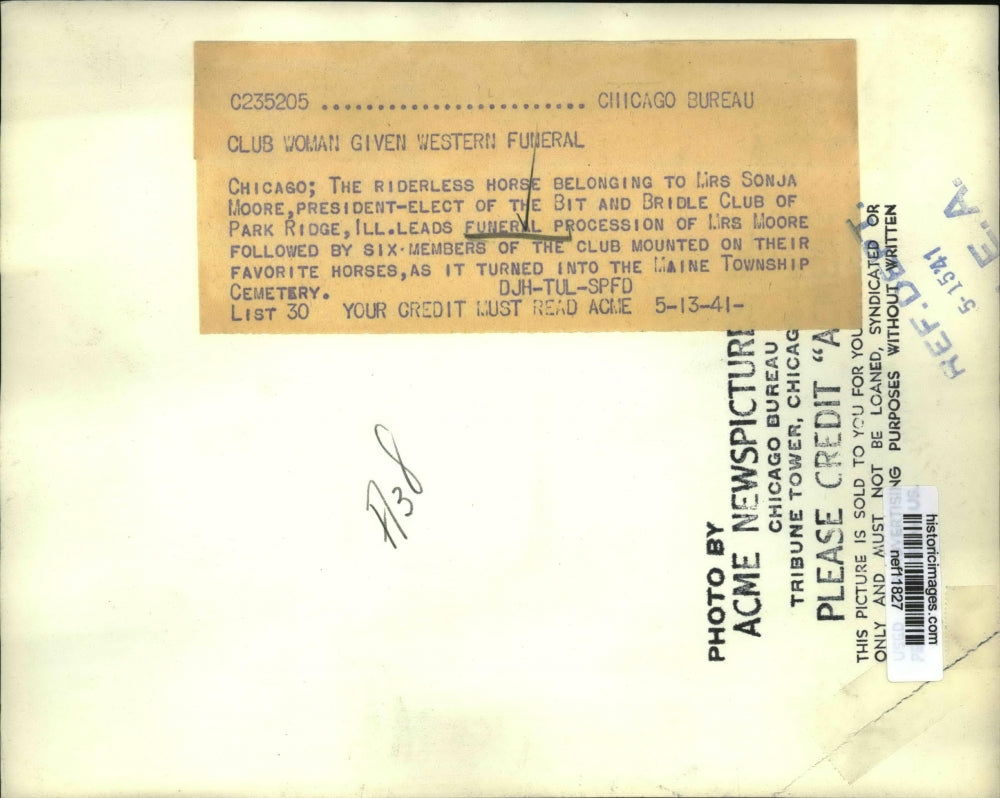 C235205 ............................ CHICAGO BUREAU
CLUB WOMAN GIVEN WESTERN FUNERAL
CHICAGO; THE RIDERLESS HORSE BELONGING TO MRS SONJA
MOORE,PRESIDENT-ELECT OF THE BIT AND BRIDLE CLUB OF
PARK RIDGE,ILL.LEADS FUNERAL PROCESSION OF MRS MOORE
FOLLOWED BY SIX·MEMBERS OF THE CLUB MOUNTED ON THEIR
FAVORITE HORSES,AS IT TURNED INTO THE MAINE TOWNSHIP
CEMETERY. DJH-TUL-SPFD
LIST 30 YOUR CREDIT MUST READ ACME 5-13-41-
PHOTO BY
ACME NEWSPICTURE
CHICAGO BUREAU
TRIBUNE TOWER, CHICAG
PLEASE CREDIT "A
THIS PICTURE IS SOLD TO YOU FOR YOU
ONLY AND MUST NOT BE LOANED, SYNDICATED OR
PURPOSES WITHOUT WRITTEN
REF. DEPT.
5-15-41
E. A.
historicimages.com
nef11827